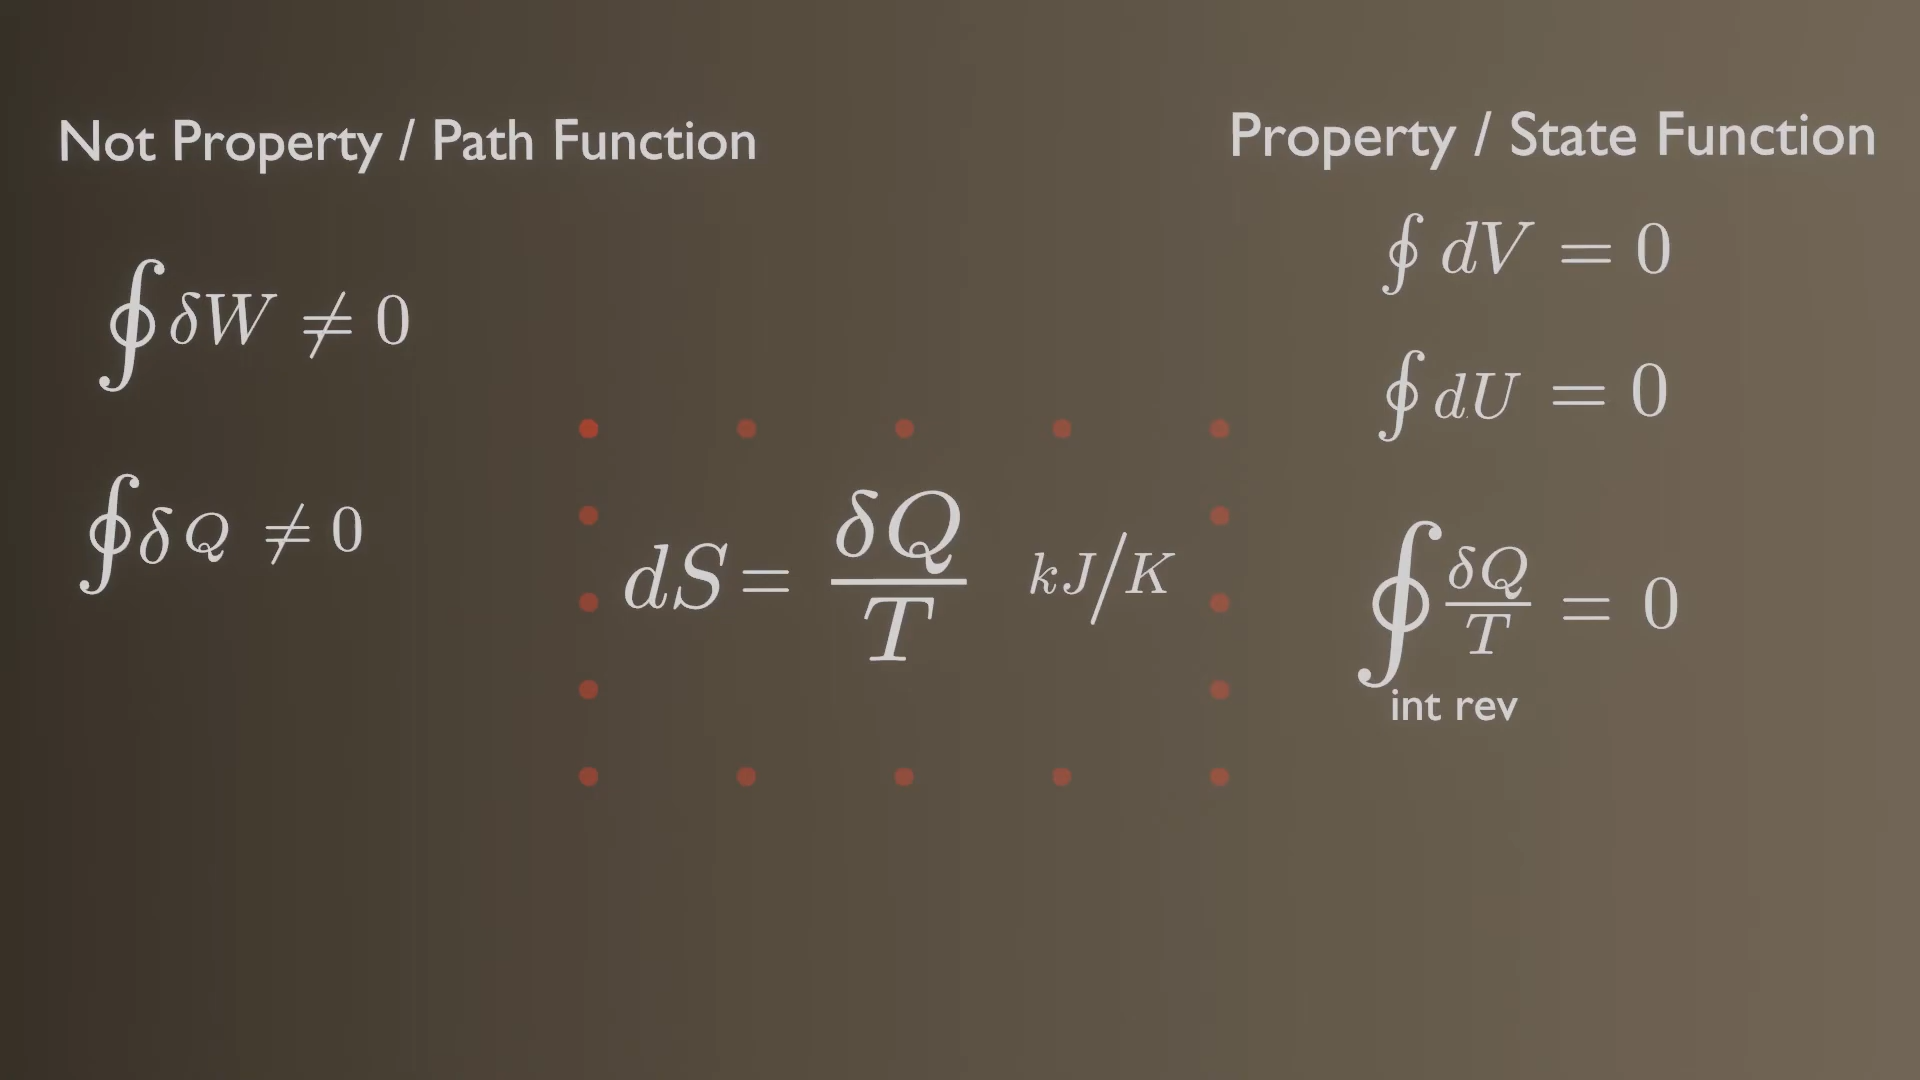 Not Property / Path Function
∮δW ≠ 0
∮δQ ≠ 0
dS = δQ/T kJ/K
Property / State Function
∮dV = 0
∮dU = 0
∮δQ/T = 0
int rev